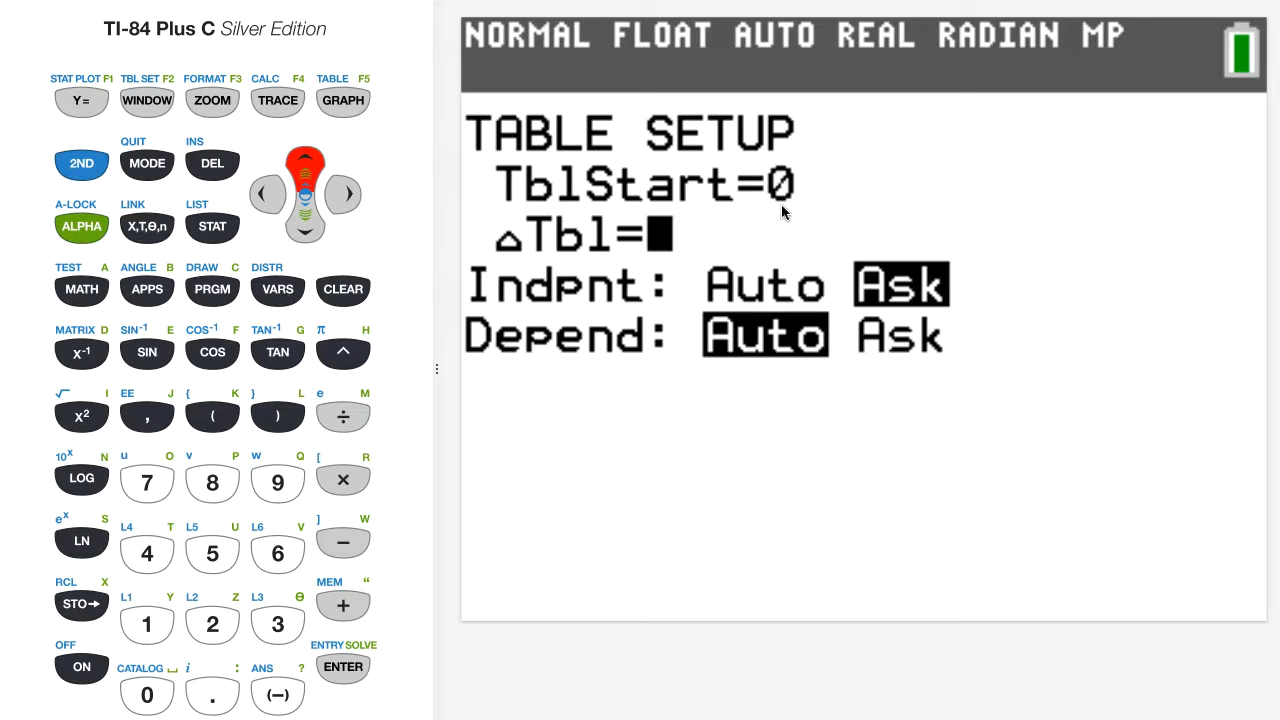 TI-84 Plus C Silver Edition
STAT PLOT F1 TBL SET F2 FORMAT F3 CALC F4 TABLE F5
Y= WINDOW ZOOM TRACE GRAPH
QUIT INS
2ND MODE DEL
A-LOCK LINK LIST
ALPHA X,T,Θ,n STAT
TEST A ANGLE B DRAW C DISTR
MATH APPS PRGM VARS CLEAR
MATRIX D SIN⁻¹ E COS⁻¹ F TAN⁻¹ G π H
x⁻¹ SIN COS TAN ^
√ I EE J { K } L e M
x² , ( ) ÷
10ˣ N u O v P w Q [ R
LOG 7 8 9 ×
eˣ S L4 T L5 U L6 V ] W
LN 4 5 6 −
RCL X L1 Y L2 Z L3 Θ MEM “
STO→ 1 2 3 +
OFF CATALOG ⎵ i : ANS ? ENTRY SOLVE
ON 0 . (−) ENTER
NORMAL FLOAT AUTO REAL RADIAN MP
TABLE SETUP
TblStart=0
△Tbl=
Indpnt: Auto Ask
Depend: Auto Ask